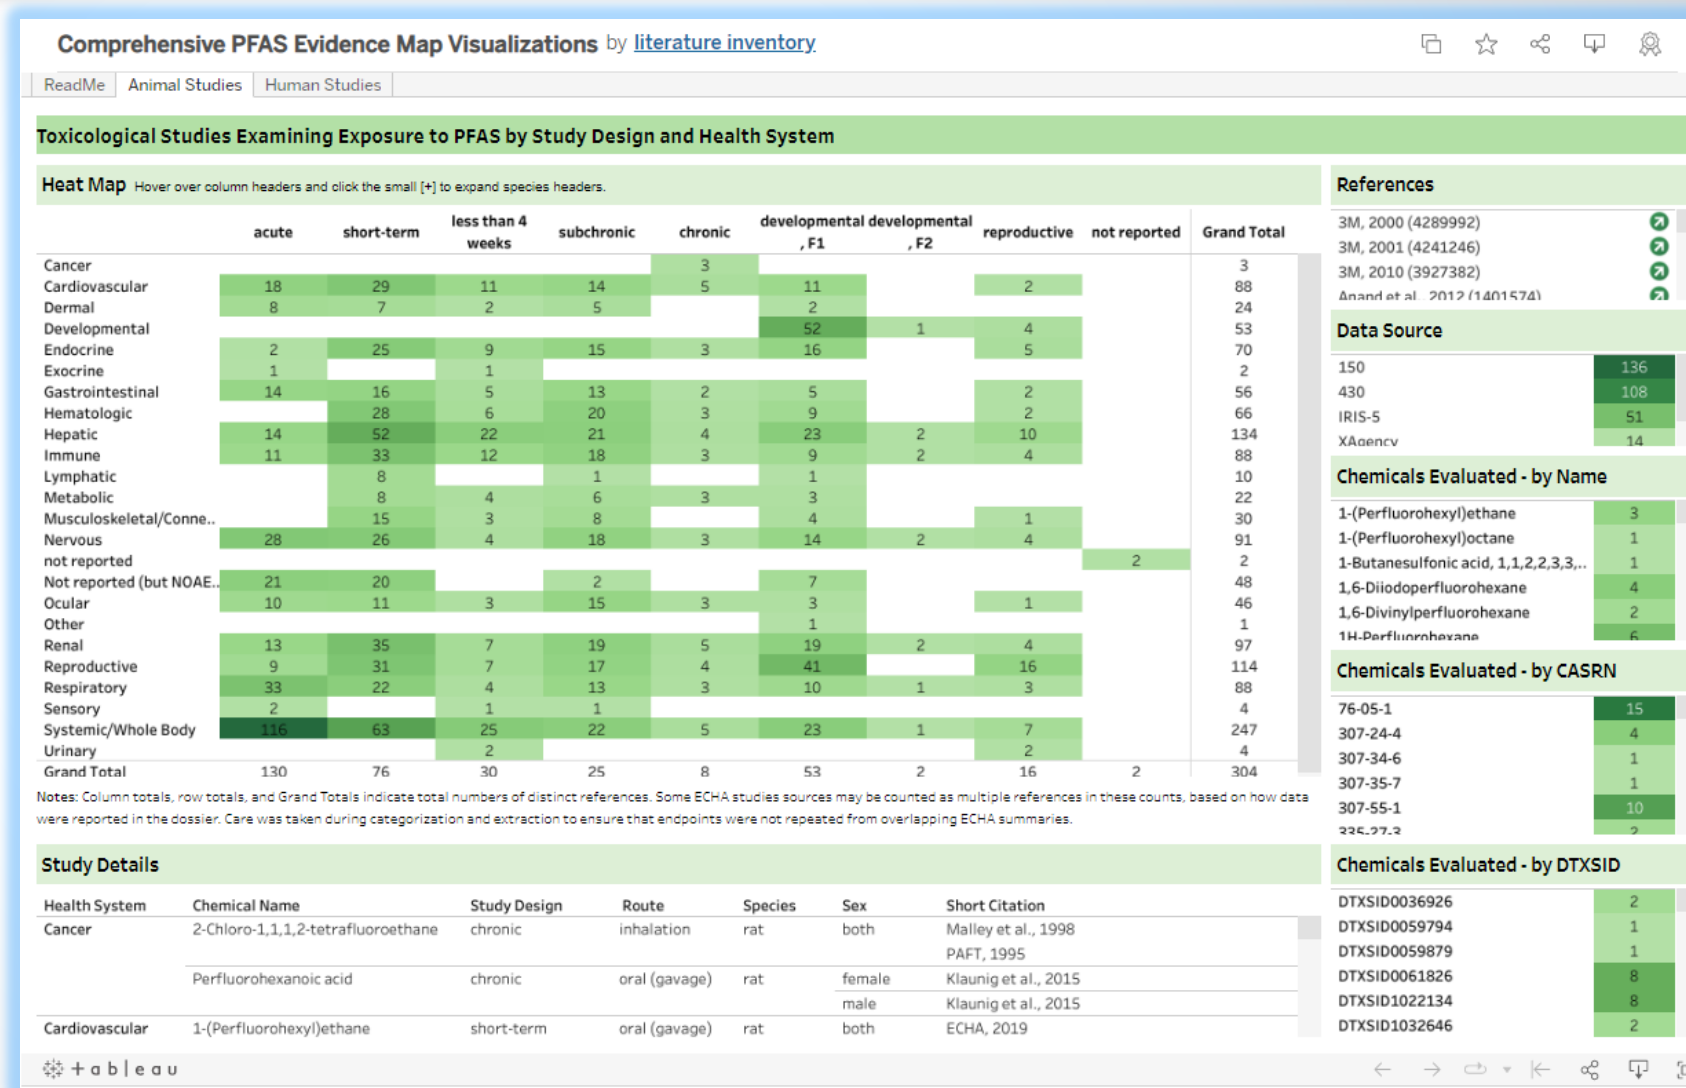 Comprehensive PFAS Evidence Map Visualizations by literature inventory
ReadMe Animal Studies Human Studies
Toxicological Studies Examining Exposure to PFAS by Study Design and Health System
Heat Map Hover over column headers and click the small [+] to expand species headers.
acute short-term less than 4 weeks subchronic chronic developmental, F1 developmental, F2 reproductive not reported Grand Total
Cancer 3 3
Cardiovascular 18 29 11 14 5 11 2 88
Dermal 8 7 2 5 2 24
Developmental 52 1 4 53
Endocrine 2 25 9 15 3 16 5 70
Exocrine 1 1 2
Gastrointestinal 14 16 5 13 2 5 2 56
Hematologic 28 6 20 3 9 2 66
Hepatic 14 52 22 21 4 23 2 10 134
Immune 11 33 12 18 3 9 2 4 88
Lymphatic 8 1 1 10
Metabolic 8 4 6 3 3 22
Musculoskeletal/Conne.. 15 3 8 4 1 30
Nervous 28 26 4 18 3 14 2 4 91
not reported 2 2
Not reported (but NOAE.. 21 20 2 7 48
Ocular 10 11 3 15 3 3 1 46
Other 1 1
Renal 13 35 7 19 5 19 2 4 97
Reproductive 9 31 7 17 4 41 16 114
Respiratory 33 22 4 13 3 10 1 3 88
Sensory 2 1 1 4
Systemic/Whole Body 116 63 25 22 5 23 1 7 247
Urinary 2 2 4
Grand Total 130 76 30 25 8 53 2 16 2 304
Notes: Column totals, row totals, and Grand Totals indicate total numbers of distinct references. Some ECHA studies sources may be counted as multiple references in these counts, based on how data
were reported in the dossier. Care was taken during categorization and extraction to ensure that endpoints were not repeated from overlapping ECHA summaries.
Study Details
Health System Chemical Name Study Design Route Species Sex Short Citation
Cancer 2-Chloro-1,1,1,2-tetrafluoroethane chronic inhalation rat both Malley et al., 1998
PAFT, 1995
Perfluorohexanoic acid chronic oral (gavage) rat female Klaunig et al., 2015
male Klaunig et al., 2015
Cardiovascular 1-(Perfluorohexyl)ethane short-term oral (gavage) rat both ECHA, 2019
References
3M, 2000 (4289992)
3M, 2001 (4241246)
3M, 2010 (3927382)
Anand et al., 2012 (1401574)
Data Source
150 136
430 108
IRIS-5 51
XAgency 14
Chemicals Evaluated - by Name
1-(Perfluorohexyl)ethane 3
1-(Perfluorohexyl)octane 1
1-Butanesulfonic acid, 1,1,2,2,3,3,.. 1
1,6-Diiodoperfluorohexane 4
1,6-Divinylperfluorohexane 2
1H-Perfluorohexane 6
Chemicals Evaluated - by CASRN
76-05-1 15
307-24-4 4
307-34-6 1
307-35-7 1
307-55-1 10
335-27-3 2
Chemicals Evaluated - by DTXSID
DTXSID0036926 2
DTXSID0059794 1
DTXSID0059879 1
DTXSID0061826 8
DTXSID1022134 8
DTXSID1032646 2
+ableau